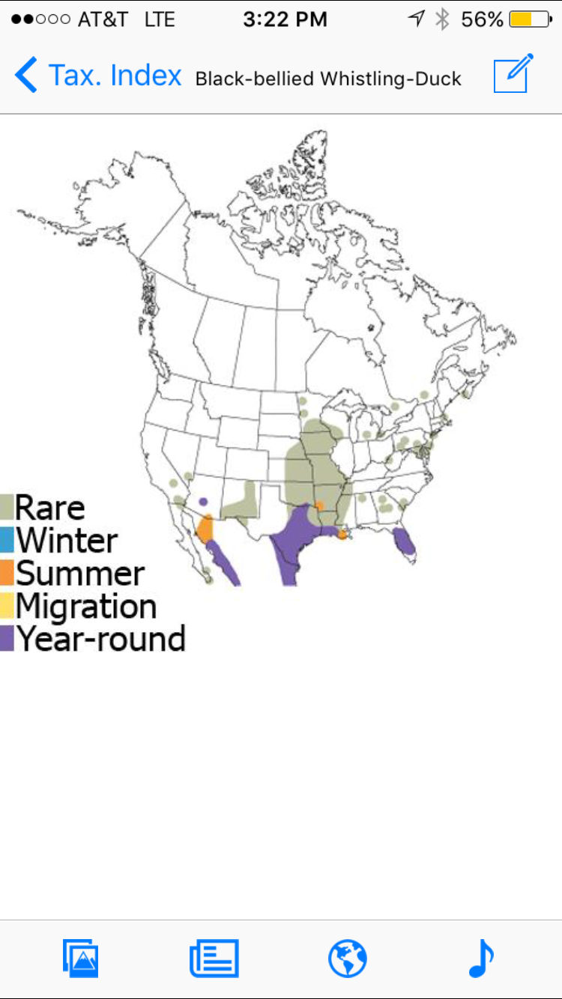 AT&T LTE 3:22 PM 56%
Tax. Index Black-bellied Whistling-Duck
Rare
Winter
Summer
Migration
Year-round